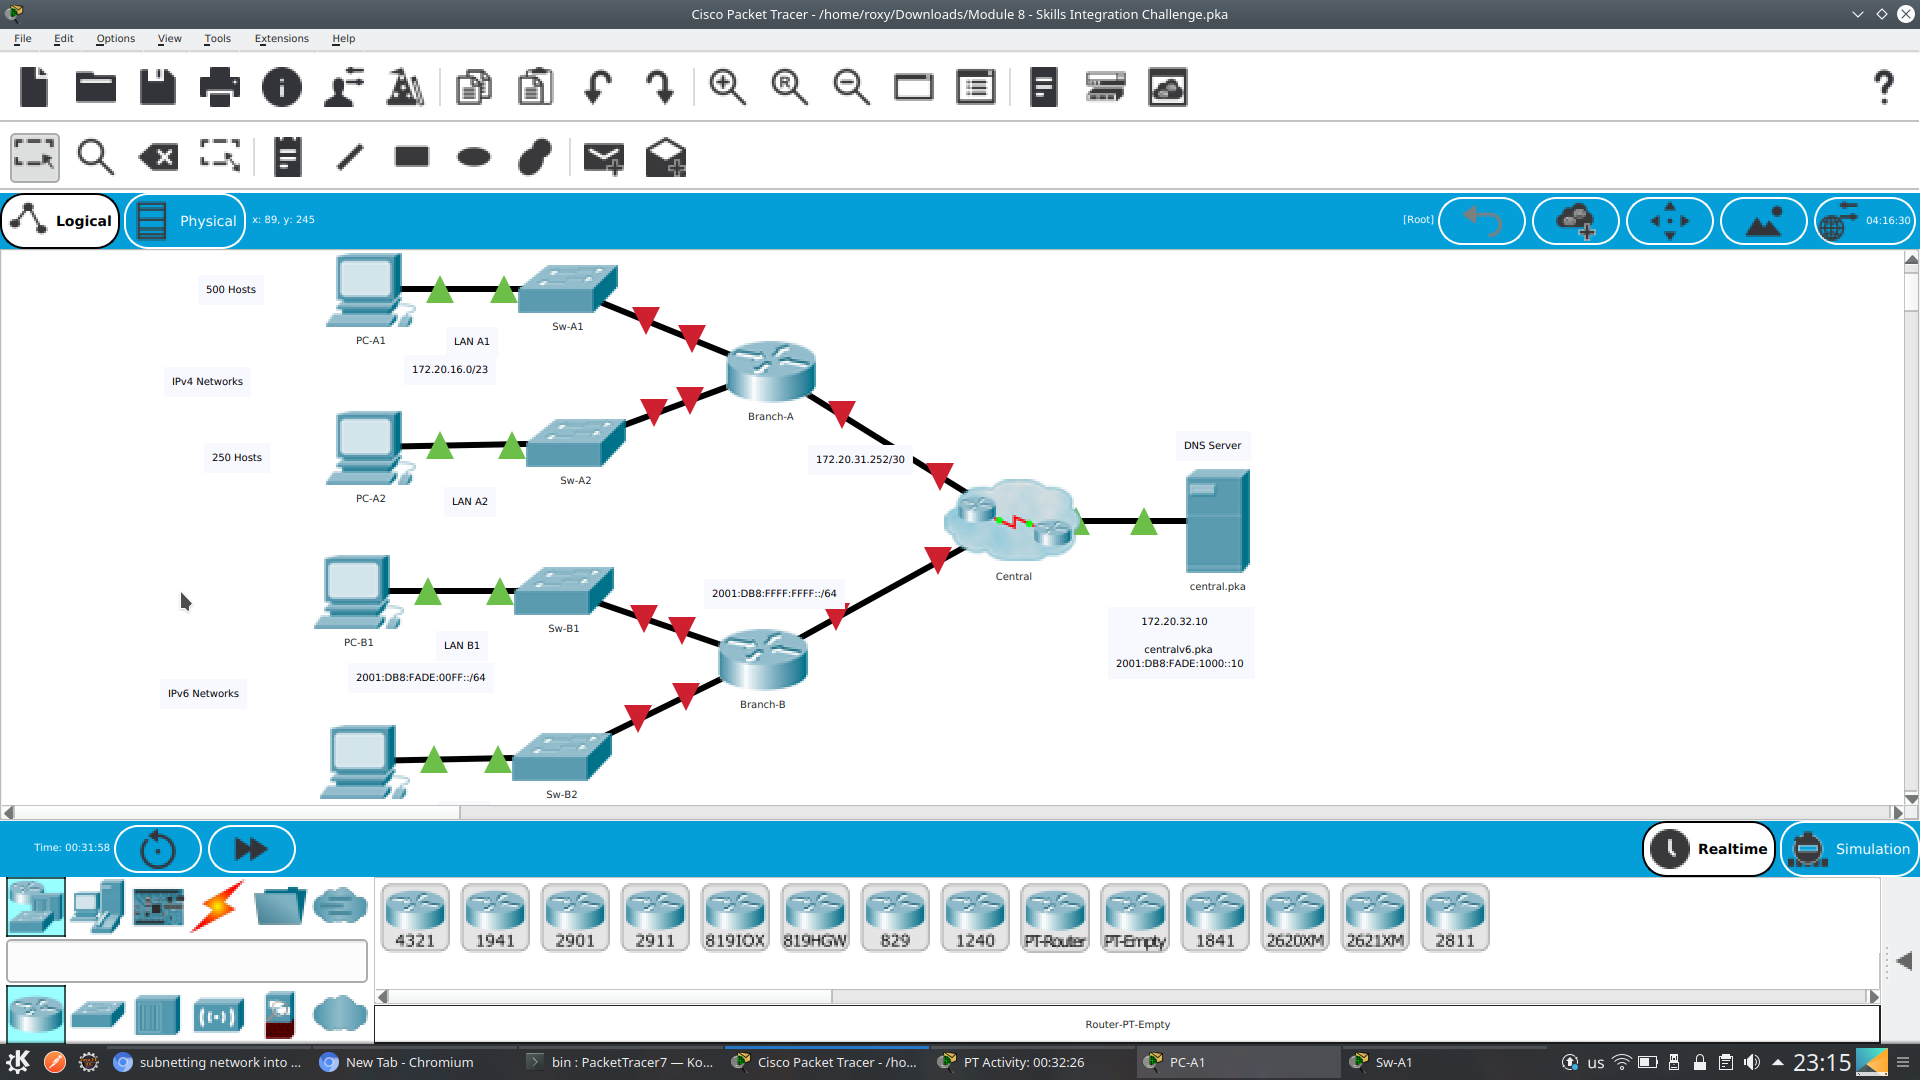 Cisco Packet Tracer - /home/roxy/Downloads/Module 8 - Skills Integration Challenge.pka
File Edit Options View Tools Extensions Help
R
?
Logical
Physical
x: 89, y: 245
[Root]
04:16:30
500 Hosts
PC-A1
LAN A1
172.20.16.0/23
Sw-A1
IPv4 Networks
Branch-A
250 Hosts
PC-A2
LAN A2
Sw-A2
172.20.31.252/30
DNS Server
Central
central.pka
172.20.32.10
centralv6.pka
2001:DB8:FADE:1000::10
2001:DB8:FFFF:FFFF::/64
PC-B1
LAN B1
2001:DB8:FADE:00FF::/64
Sw-B1
IPv6 Networks
Branch-B
Sw-B2
Time: 00:31:58
Realtime
Simulation
4321 1941 2901 2911 819IOX 819HGW 829 1240 PT-Router PT-Empty 1841 2620XM 2621XM 2811
Router-PT-Empty
subnetting network into ...
New Tab - Chromium
bin : PacketTracer7 — Ko...
Cisco Packet Tracer - /ho...
PT Activity: 00:32:26
PC-A1
Sw-A1
us
23:15